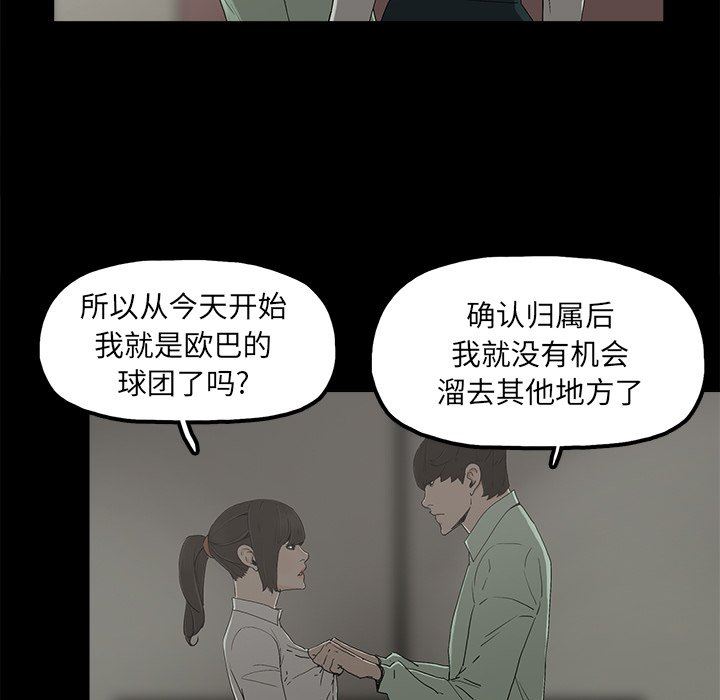 所以从今天开始
我就是欧巴的
球团了吗?
确认归属后
我就没有机会
溜去其他地方了